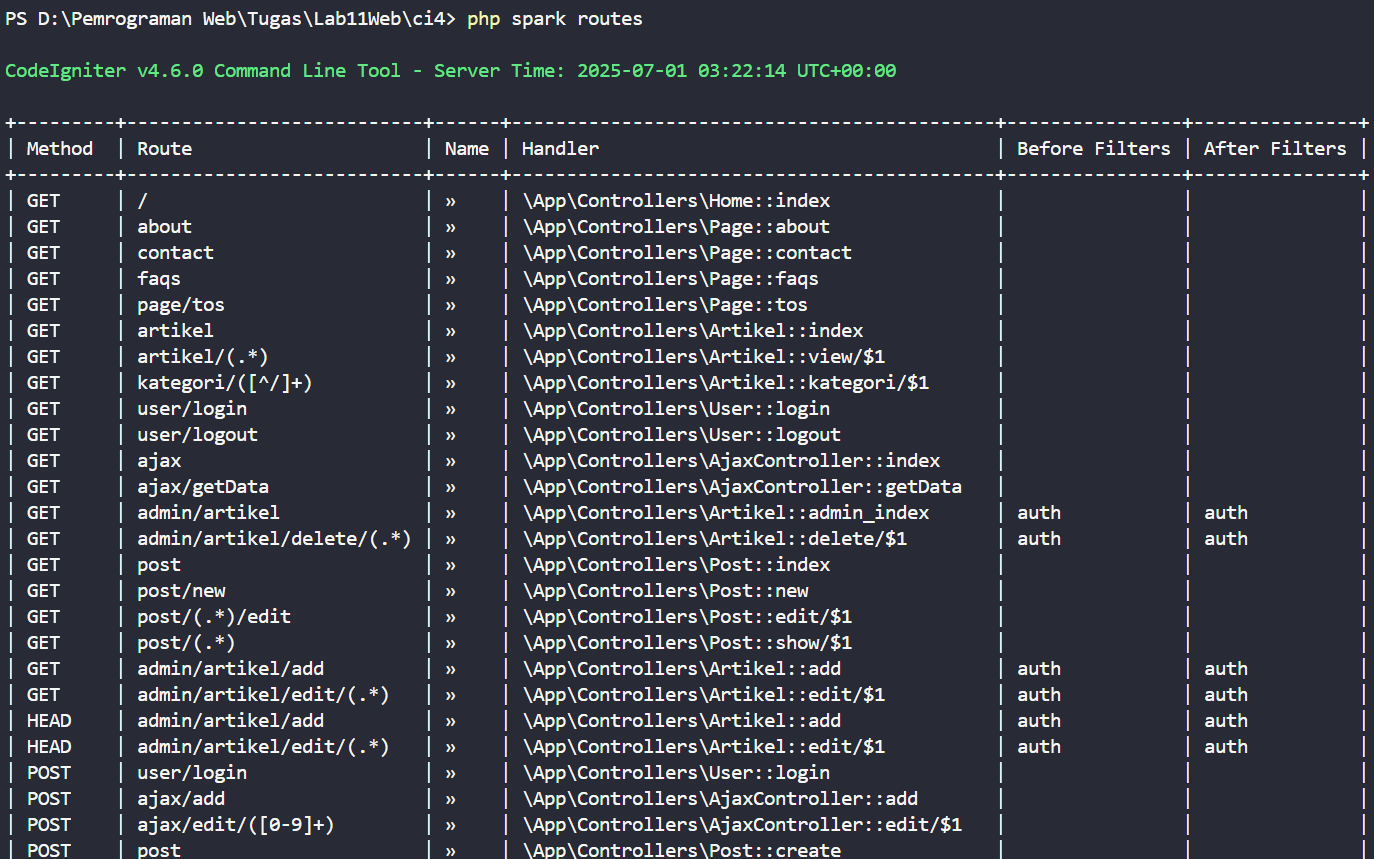 PS D:\Pemrograman Web\Tugas\Lab11Web\ci4> php spark routes
CodeIgniter v4.6.0 Command Line Tool - Server Time: 2025-07-01 03:22:14 UTC+00:00
+---------+----------------------------+------+--------------------------------------------+----------------+---------------+
| Method  | Route                      | Name | Handler                                    | Before Filters | After Filters |
+---------+----------------------------+------+--------------------------------------------+----------------+---------------+
| GET     | /                          | »    | \App\Controllers\Home::index               |                |               |
| GET     | about                      | »    | \App\Controllers\Page::about               |                |               |
| GET     | contact                    | »    | \App\Controllers\Page::contact             |                |               |
| GET     | faqs                       | »    | \App\Controllers\Page::faqs                |                |               |
| GET     | page/tos                   | »    | \App\Controllers\Page::tos                 |                |               |
| GET     | artikel                    | »    | \App\Controllers\Artikel::index            |                |               |
| GET     | artikel/(.*)               | »    | \App\Controllers\Artikel::view/$1          |                |               |
| GET     | kategori/([^/]+)           | »    | \App\Controllers\Artikel::kategori/$1      |                |               |
| GET     | user/login                 | »    | \App\Controllers\User::login               |                |               |
| GET     | user/logout                | »    | \App\Controllers\User::logout              |                |               |
| GET     | ajax                       | »    | \App\Controllers\AjaxController::index     |                |               |
| GET     | ajax/getData               | »    | \App\Controllers\AjaxController::getData   |                |               |
| GET     | admin/artikel              | »    | \App\Controllers\Artikel::admin_index      | auth           | auth          |
| GET     | admin/artikel/delete/(.*)  | »    | \App\Controllers\Artikel::delete/$1        | auth           | auth          |
| GET     | post                       | »    | \App\Controllers\Post::index               |                |               |
| GET     | post/new                   | »    | \App\Controllers\Post::new                 |                |               |
| GET     | post/(.*)/edit             | »    | \App\Controllers\Post::edit/$1             |                |               |
| GET     | post/(.*)                  | »    | \App\Controllers\Post::show/$1             |                |               |
| GET     | admin/artikel/add          | »    | \App\Controllers\Artikel::add              | auth           | auth          |
| GET     | admin/artikel/edit/(.*)    | »    | \App\Controllers\Artikel::edit/$1          | auth           | auth          |
| HEAD    | admin/artikel/add          | »    | \App\Controllers\Artikel::add              | auth           | auth          |
| HEAD    | admin/artikel/edit/(.*)    | »    | \App\Controllers\Artikel::edit/$1          | auth           | auth          |
| POST    | user/login                 | »    | \App\Controllers\User::login               |                |               |
| POST    | ajax/add                   | »    | \App\Controllers\AjaxController::add       |                |               |
| POST    | ajax/edit/([0-9]+)         | »    | \App\Controllers\AjaxController::edit/$1   |                |               |
| POST    | post                       | »    | \App\Controllers\Post::create              |                |               |